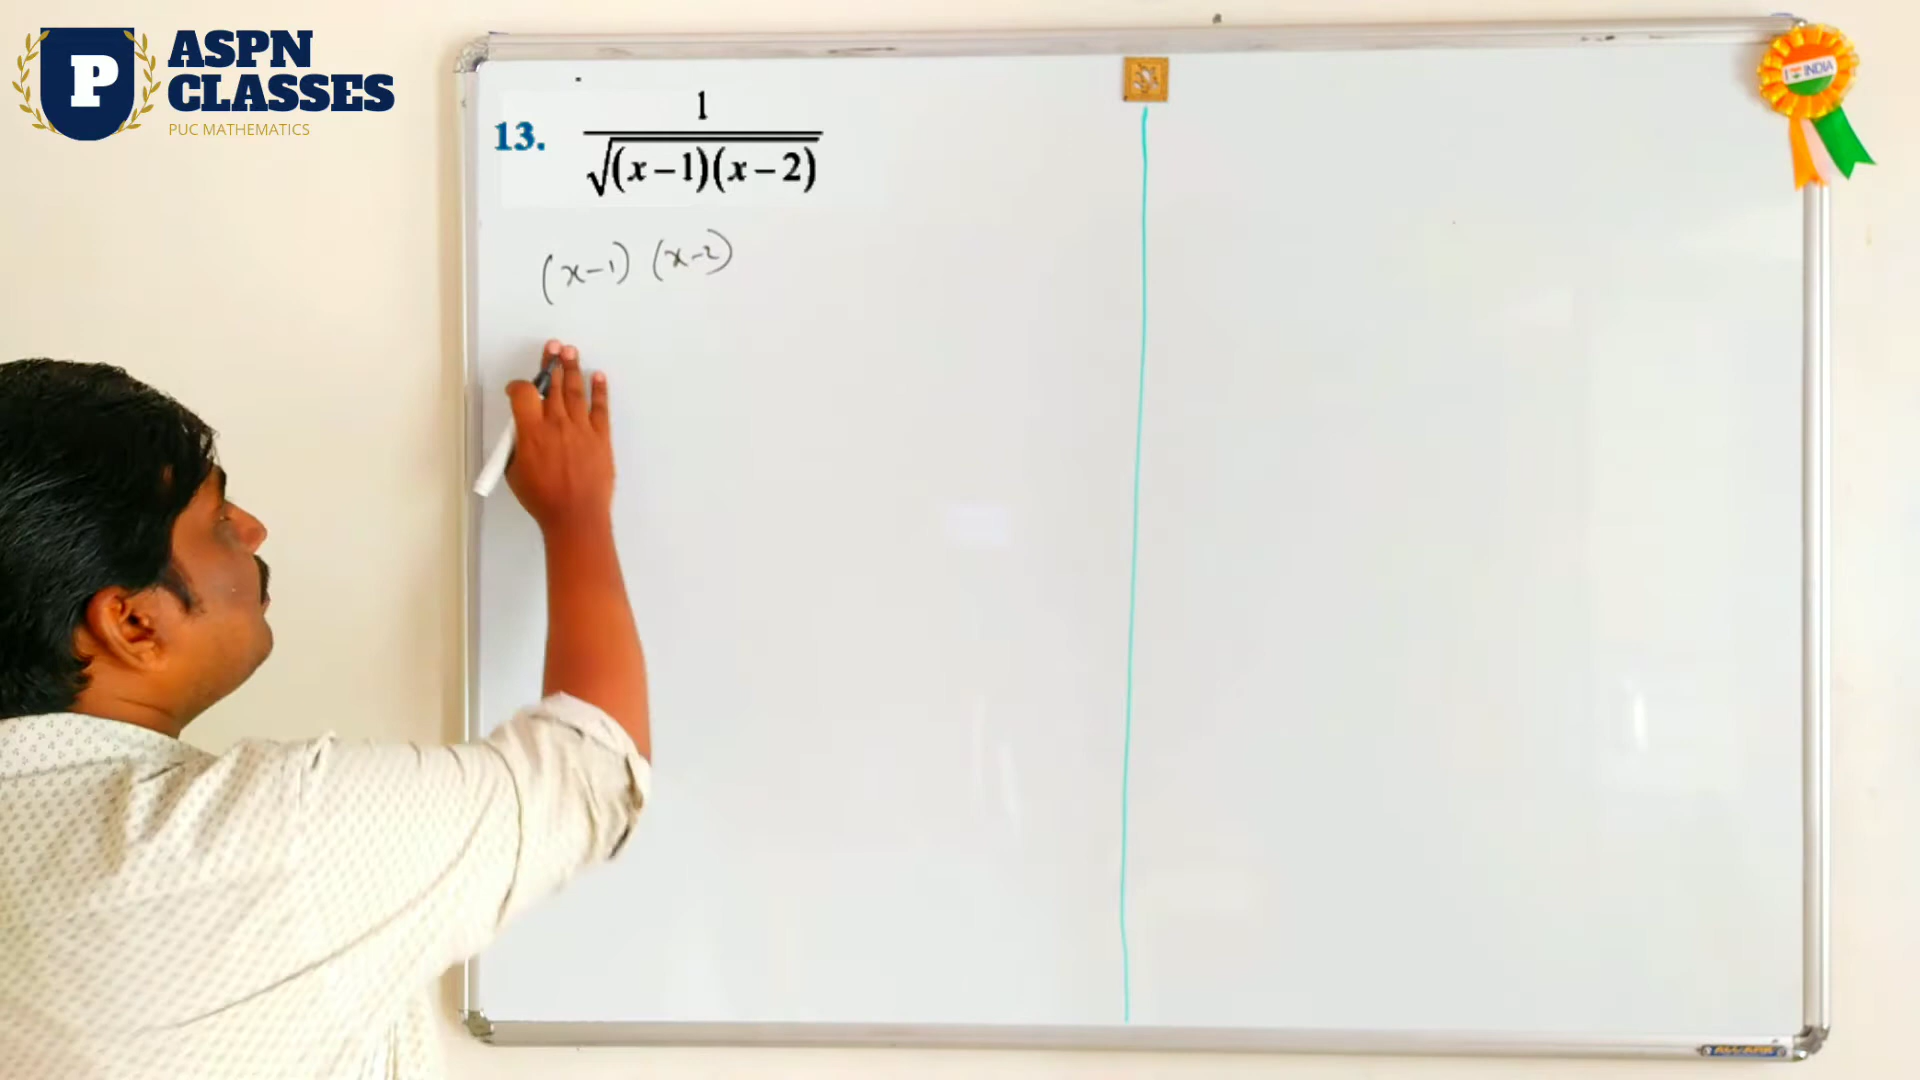 ASPN
CLASSES
PUC MATHEMATICS
P
I INDIA
13. 1
√(x-1)(x-2)
(x-1) (x-2)